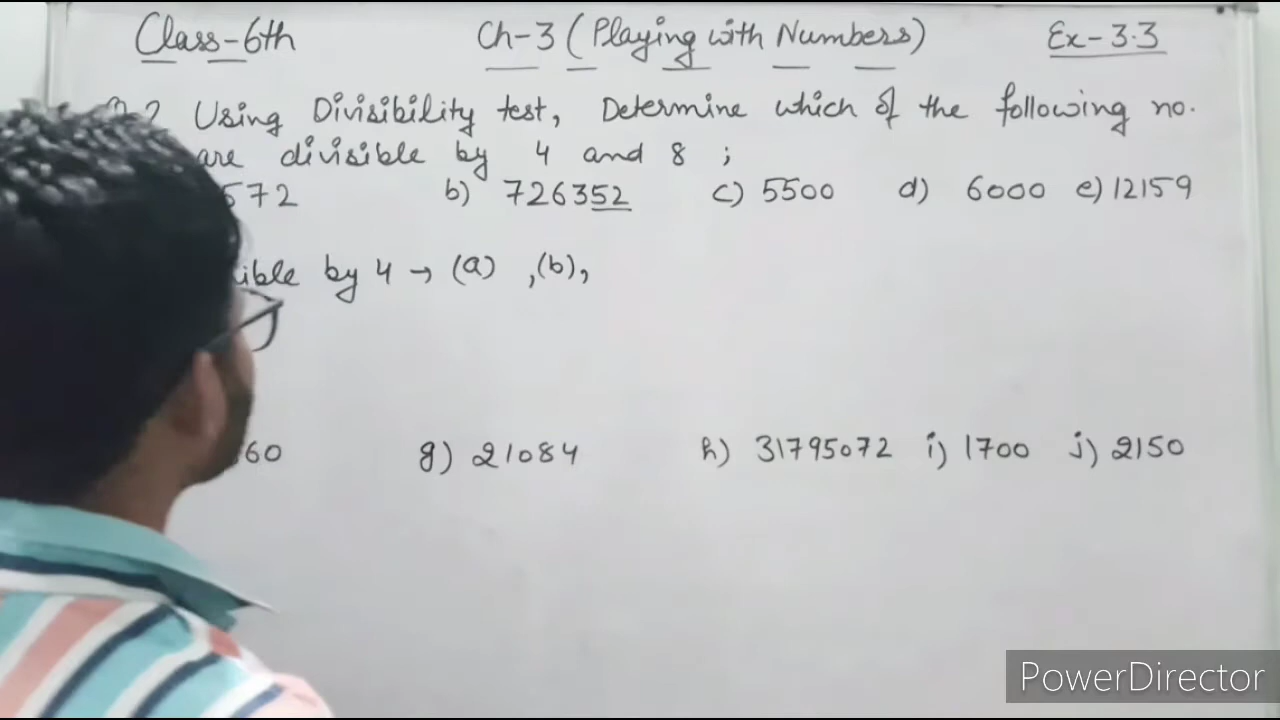 Class-6th Ch-3 (Playing with Numbers) Ex-3.3
Using Divisibility test, Determine which of the following no.
are divisible by 4 and 8 ;
572 b) 726352 c) 5500 d) 6000 e) 12159
by 4 → (a) ,(b),
60 g) 21084 h) 31795072 i) 1700 j) 2150
PowerDirector